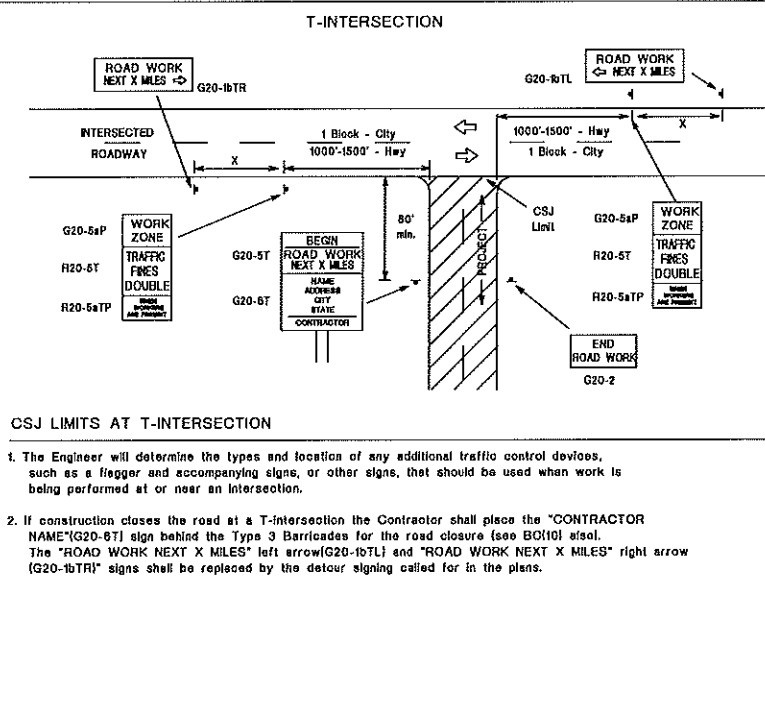 T-INTERSECTION
ROAD WORK
NEXT X MILES ⇨
G20-1bTR
ROAD WORK
⇦ NEXT X MILES
G20-1bTL
INTERSECTED
ROADWAY
1 Block - City
1000'-1500' - Hwy
1000'-1500' - Hwy
1 Block - City
X
X
80'
min.
CSJ
Limit
PROJECT
G20-5aP
WORK
ZONE
R20-5T
TRAFFIC
FINES
DOUBLE
R20-5aTP
WHEN
WORKERS
ARE PRESENT
G20-5T
BEGIN
ROAD WORK
NEXT X MILES
G20-6T
NAME
ADDRESS
CITY
STATE
CONTRACTOR
G20-5aP
WORK
ZONE
R20-5T
TRAFFIC
FINES
DOUBLE
R20-5aTP
WHEN
WORKERS
ARE PRESENT
END
ROAD WORK
G20-2
CSJ LIMITS AT T-INTERSECTION
1. The Engineer will determine the types and location of any additional traffic control devices,
such as a flagger and accompanying signs, or other signs, that should be used when work is
being performed at or near an intersection.
2. If construction closes the road at a T-intersection the Contractor shall place the "CONTRACTOR
NAME"(G20-6T) sign behind the Type 3 Barricades for the road closure (see BC(10) also).
The "ROAD WORK NEXT X MILES" left arrow(G20-1bTL) and "ROAD WORK NEXT X MILES" right arrow
(G20-1bTR)" signs shall be replaced by the detour signing called for in the plans.